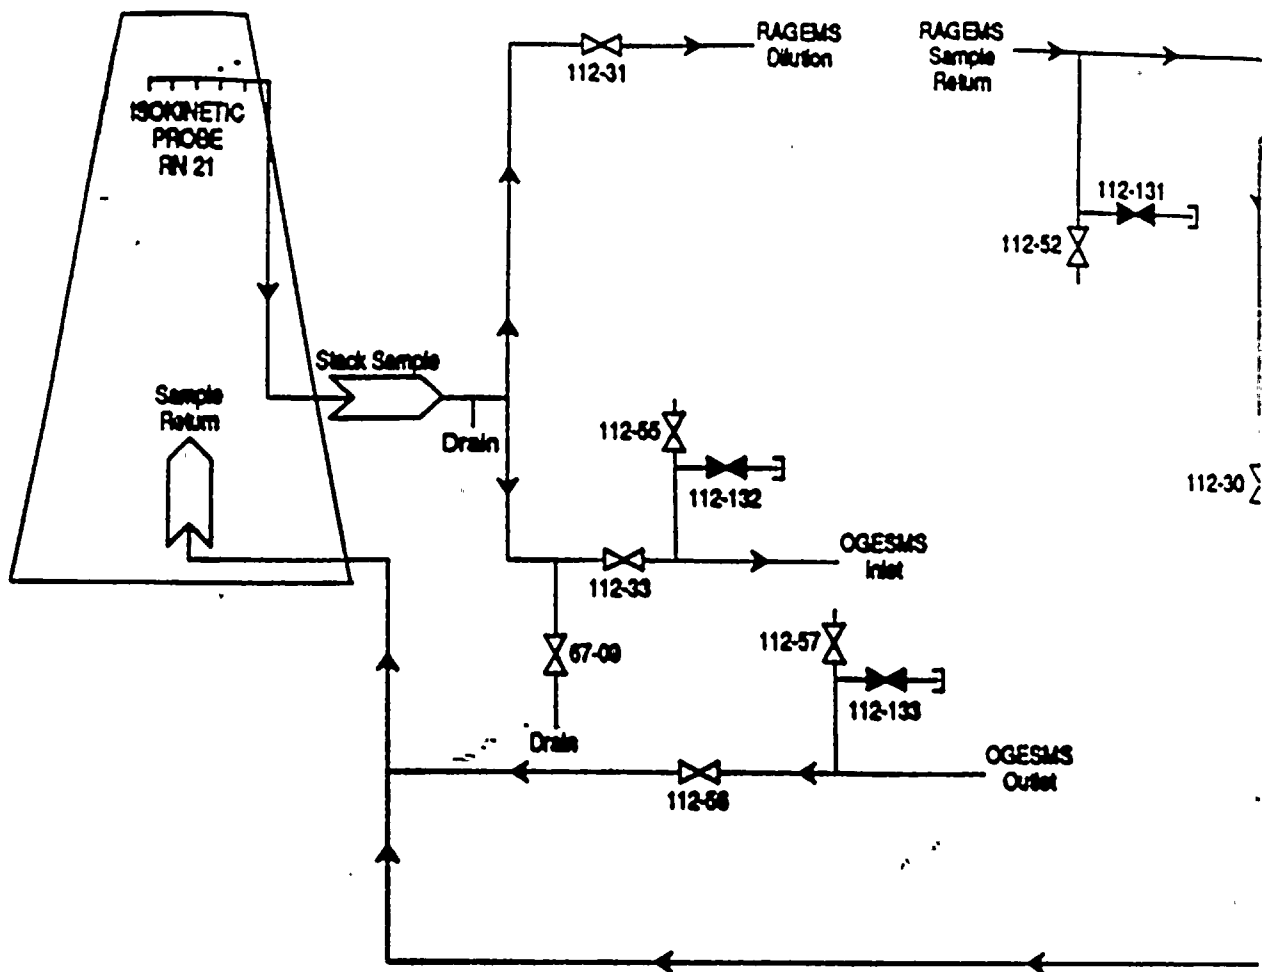 RAGEMS
Dilution
112-31
RAGEMS
Sample
Return
ISOKINETIC
PROBE
RN 21
112-131
112-52
Stack Sample
Sample
Return
Drain
112-55
112-132
112-30
OGESMS
Inlet
112-33
67-09
112-57
112-133
Drain
OGESMS
Outlet
112-56